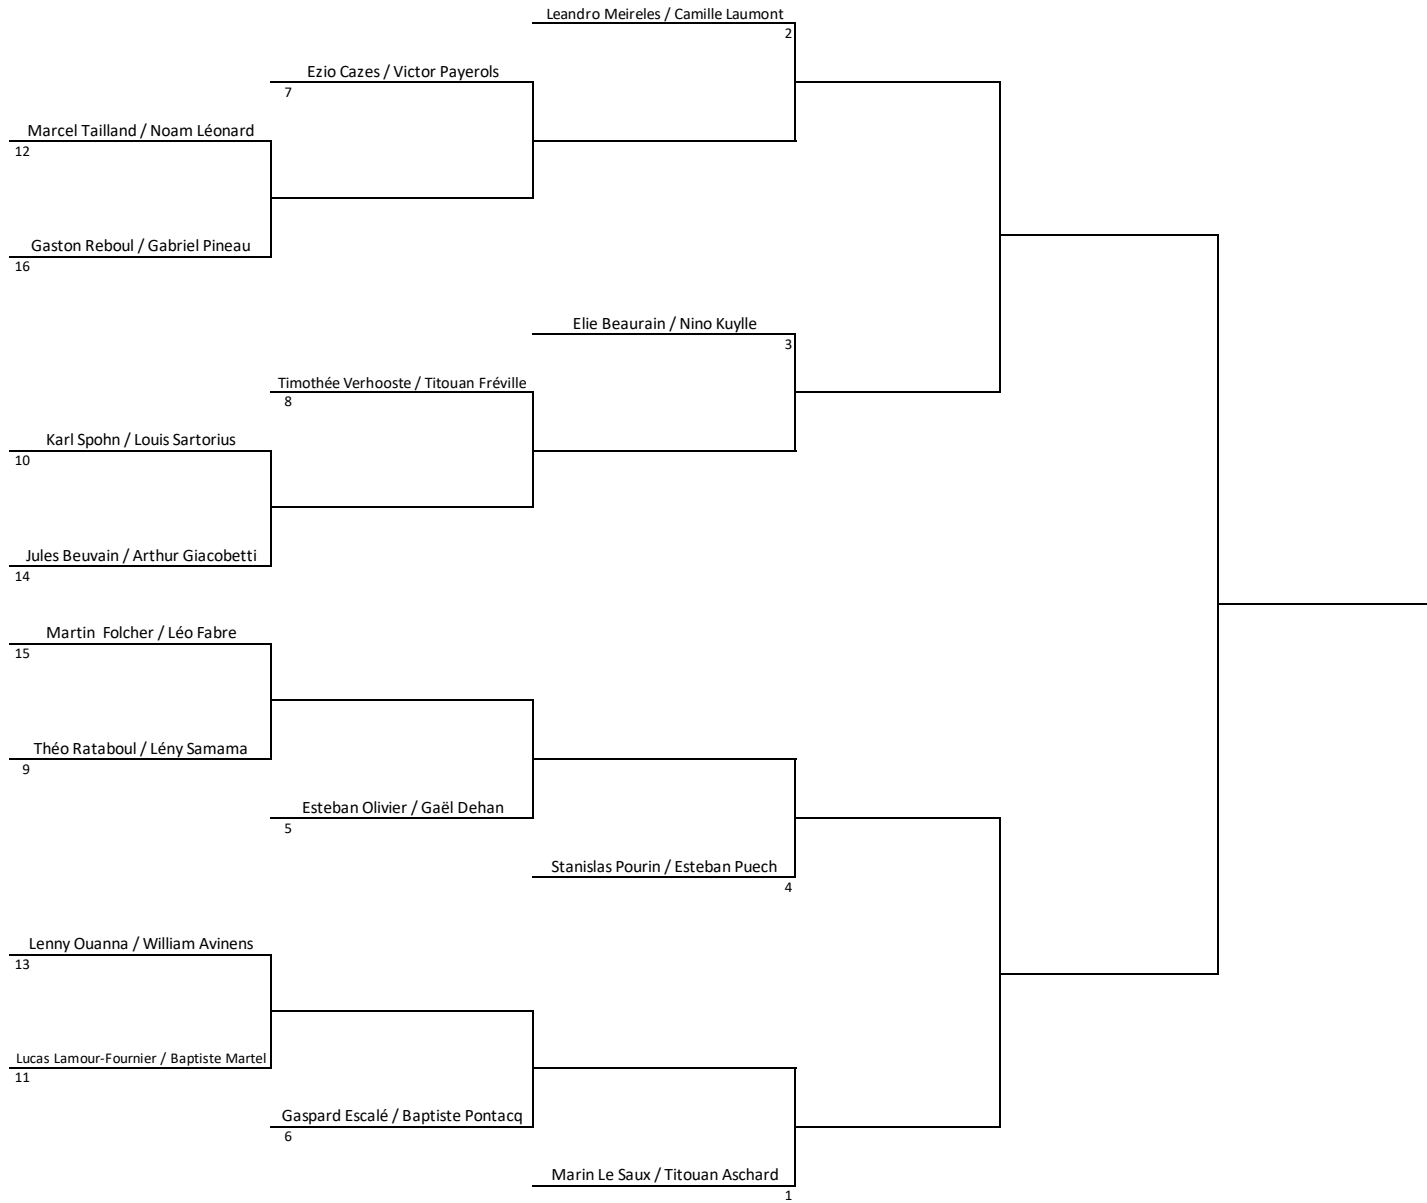 Leandro Meireles / Camille Laumont
2
Ezio Cazes / Victor Payerols
7
Marcel Tailland / Noam Léonard
12
Gaston Reboul / Gabriel Pineau
16
Elie Beaurain / Nino Kuylle
3
Timothée Verhooste / Titouan Fréville
8
Karl Spohn / Louis Sartorius
10
Jules Beuvain / Arthur Giacobetti
14
Martin  Folcher / Léo Fabre
15
Théo Rataboul / Lény Samama
9
Esteban Olivier / Gaël Dehan
5
Stanislas Pourin / Esteban Puech
4
Lenny Ouanna / William Avinens
13
Lucas Lamour-Fournier / Baptiste Martel
11
Gaspard Escalé / Baptiste Pontacq
6
Marin Le Saux / Titouan Aschard
1